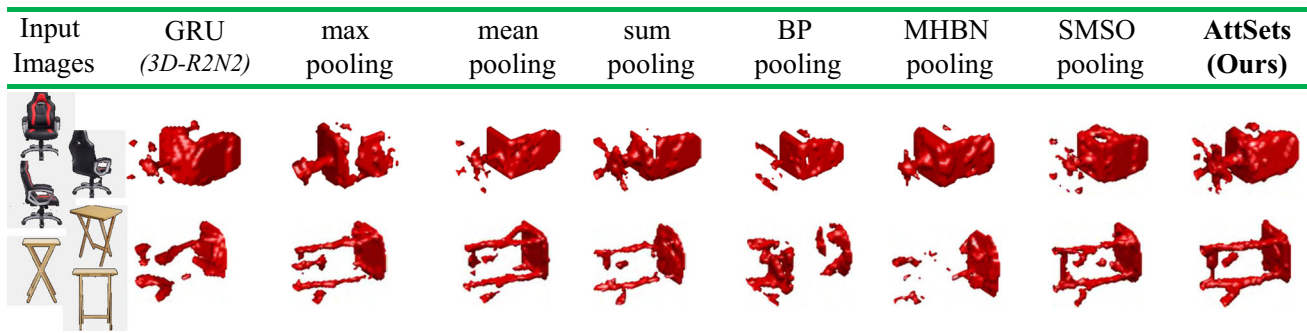 Input GRU max mean sum BP MHBN SMSO AttSets
Images (3D-R2N2) pooling pooling pooling pooling pooling pooling (Ours)